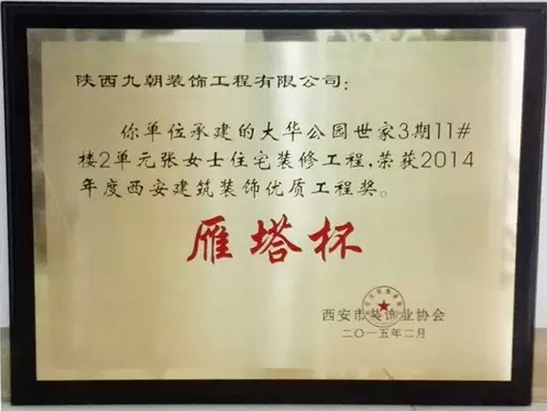 陕西九朝装饰工程有限公司：
你单位承建的大华公园世家3期11#
楼2单元张女士住宅装修工程,荣获2014
年度西安建筑装饰优质工程奖。
雁塔杯
西安市装饰业协会
二〇一五年二月